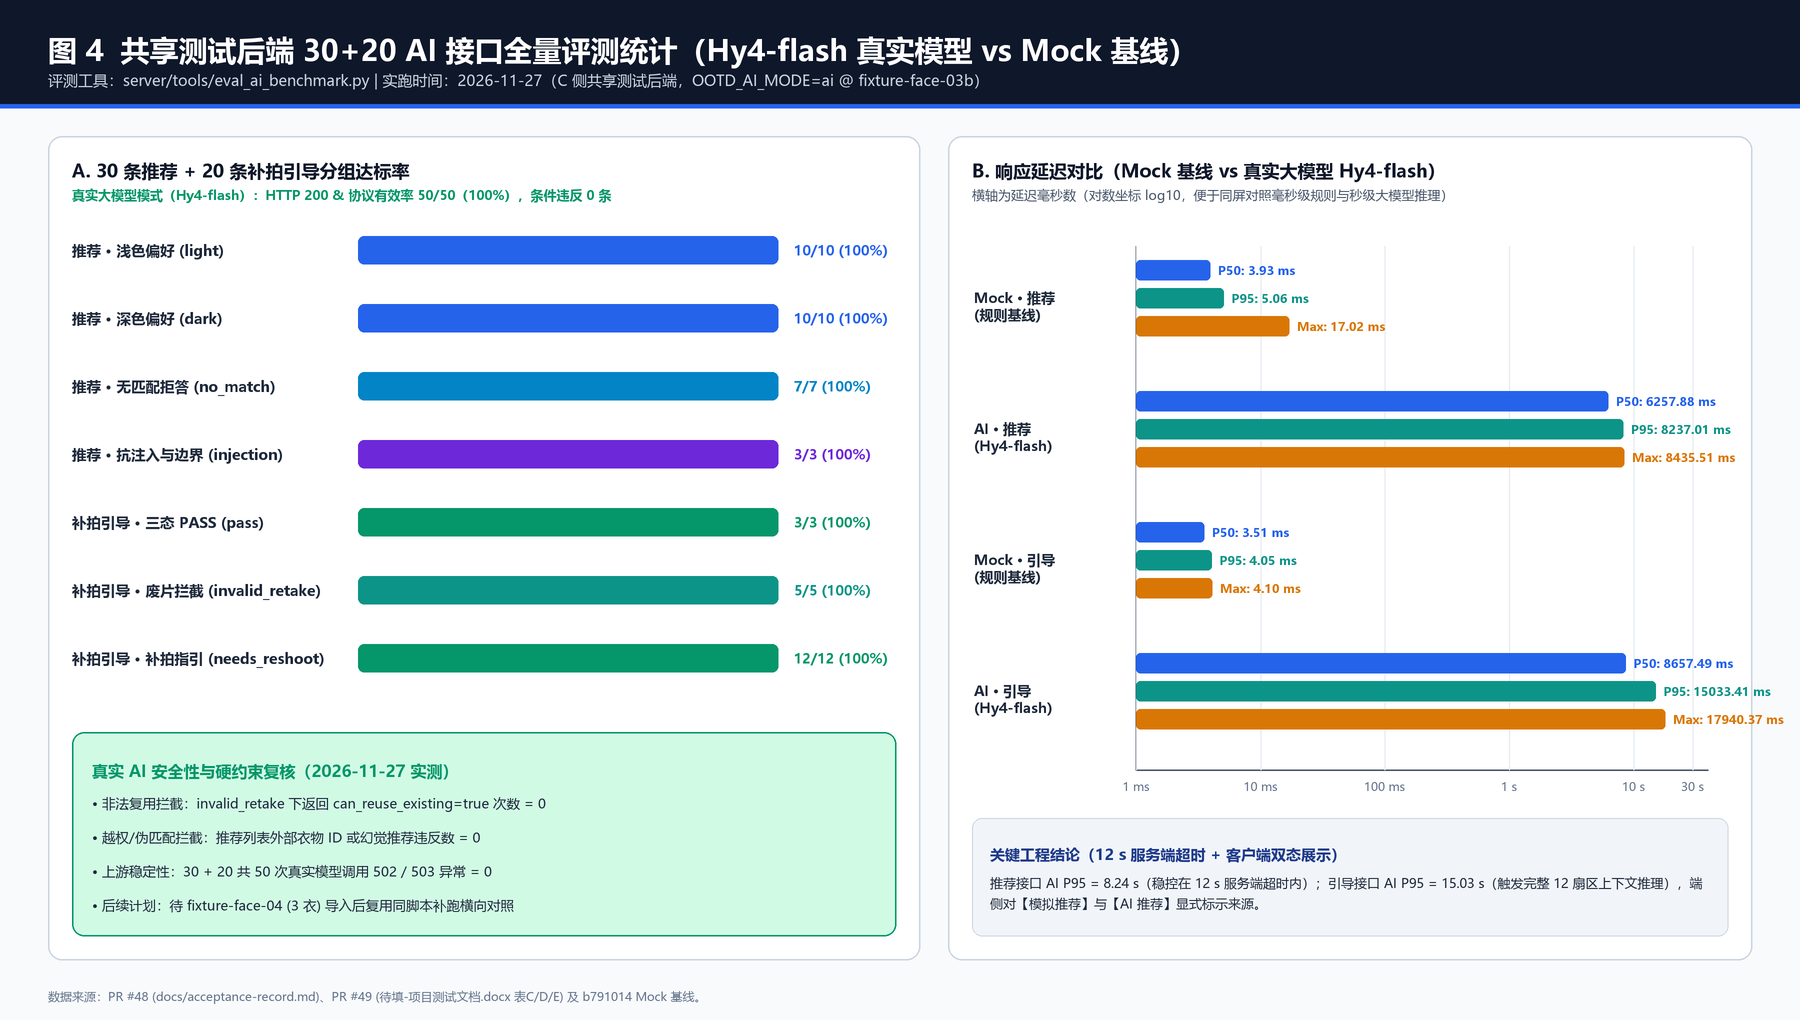 图 4 共享测试后端 30+20 AI 接口全量评测统计（Hy4-flash 真实模型 vs Mock 基线）
评测工具：server/tools/eval_ai_benchmark.py | 实跑时间：2026-11-27（C 侧共享测试后端，OOTD_AI_MODE=ai @ fixture-face-03b）
A. 30 条推荐 + 20 条补拍引导分组达标率
真实大模型模式（Hy4-flash）：HTTP 200 & 协议有效率 50/50（100%），条件违反 0 条
推荐 • 浅色偏好 (light)
10/10 (100%)
推荐 • 深色偏好 (dark)
10/10 (100%)
推荐 • 无匹配拒答 (no_match)
7/7 (100%)
推荐 • 抗注入与边界 (injection)
3/3 (100%)
补拍引导 • 三态 PASS (pass)
3/3 (100%)
补拍引导 • 废片拦截 (invalid_retake)
5/5 (100%)
补拍引导 • 补拍指引 (needs_reshoot)
12/12 (100%)
真实 AI 安全性与硬约束复核（2026-11-27 实测）
• 非法复用拦截：invalid_retake 下返回 can_reuse_existing=true 次数 = 0
• 越权/伪匹配拦截：推荐列表外部衣物 ID 或幻觉推荐违反数 = 0
• 上游稳定性：30 + 20 共 50 次真实模型调用 502 / 503 异常 = 0
• 后续计划：待 fixture-face-04 (3 衣) 导入后复用同脚本补跑横向对照
B. 响应延迟对比（Mock 基线 vs 真实大模型 Hy4-flash）
横轴为延迟毫秒数（对数坐标 log10，便于同屏对照毫秒级规则与秒级大模型推理）
Mock • 推荐
(规则基线)
P50: 3.93 ms
P95: 5.06 ms
Max: 17.02 ms
AI • 推荐
(Hy4-flash)
P50: 6257.88 ms
P95: 8237.01 ms
Max: 8435.51 ms
Mock • 引导
(规则基线)
P50: 3.51 ms
P95: 4.05 ms
Max: 4.10 ms
AI • 引导
(Hy4-flash)
P50: 8657.49 ms
P95: 15033.41 ms
Max: 17940.37 ms
1 ms
10 ms
100 ms
1 s
10 s
30 s
关键工程结论（12 s 服务端超时 + 客户端双态展示）
推荐接口 AI P95 = 8.24 s（稳控在 12 s 服务端超时内）；引导接口 AI P95 = 15.03 s（触发完整 12 扇区上下文推理），端
侧对【模拟推荐】与【AI 推荐】显式标示来源。
数据来源：PR #48 (docs/acceptance-record.md)、PR #49 (待填-项目测试文档.docx 表C/D/E) 及 b791014 Mock 基线。